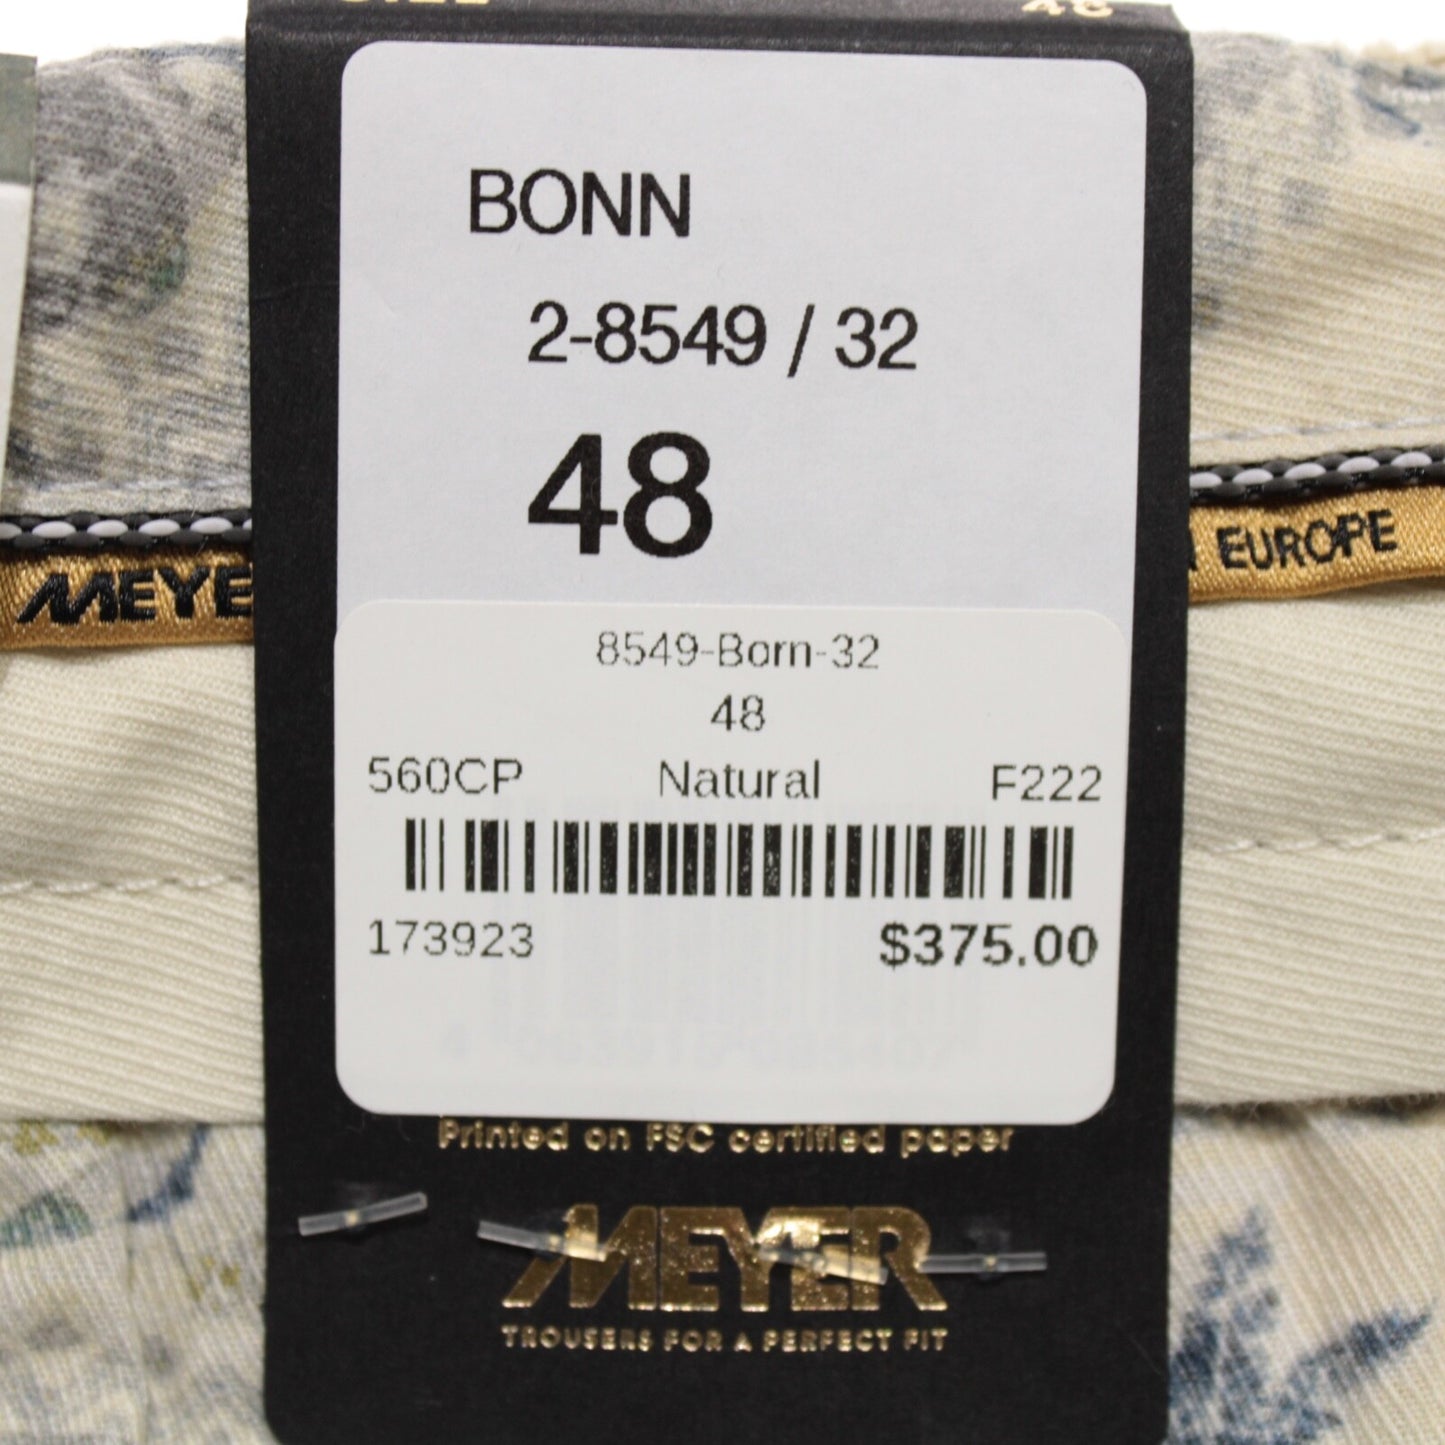 48
BONN
2-8549 / 32
48
MEYE
EUROPE
8549-Born-32
48
560CP Natural F222
173923 $375.00
Printed on FSC certified paper
MEYER
TROUSERS FOR A PERFECT FIT